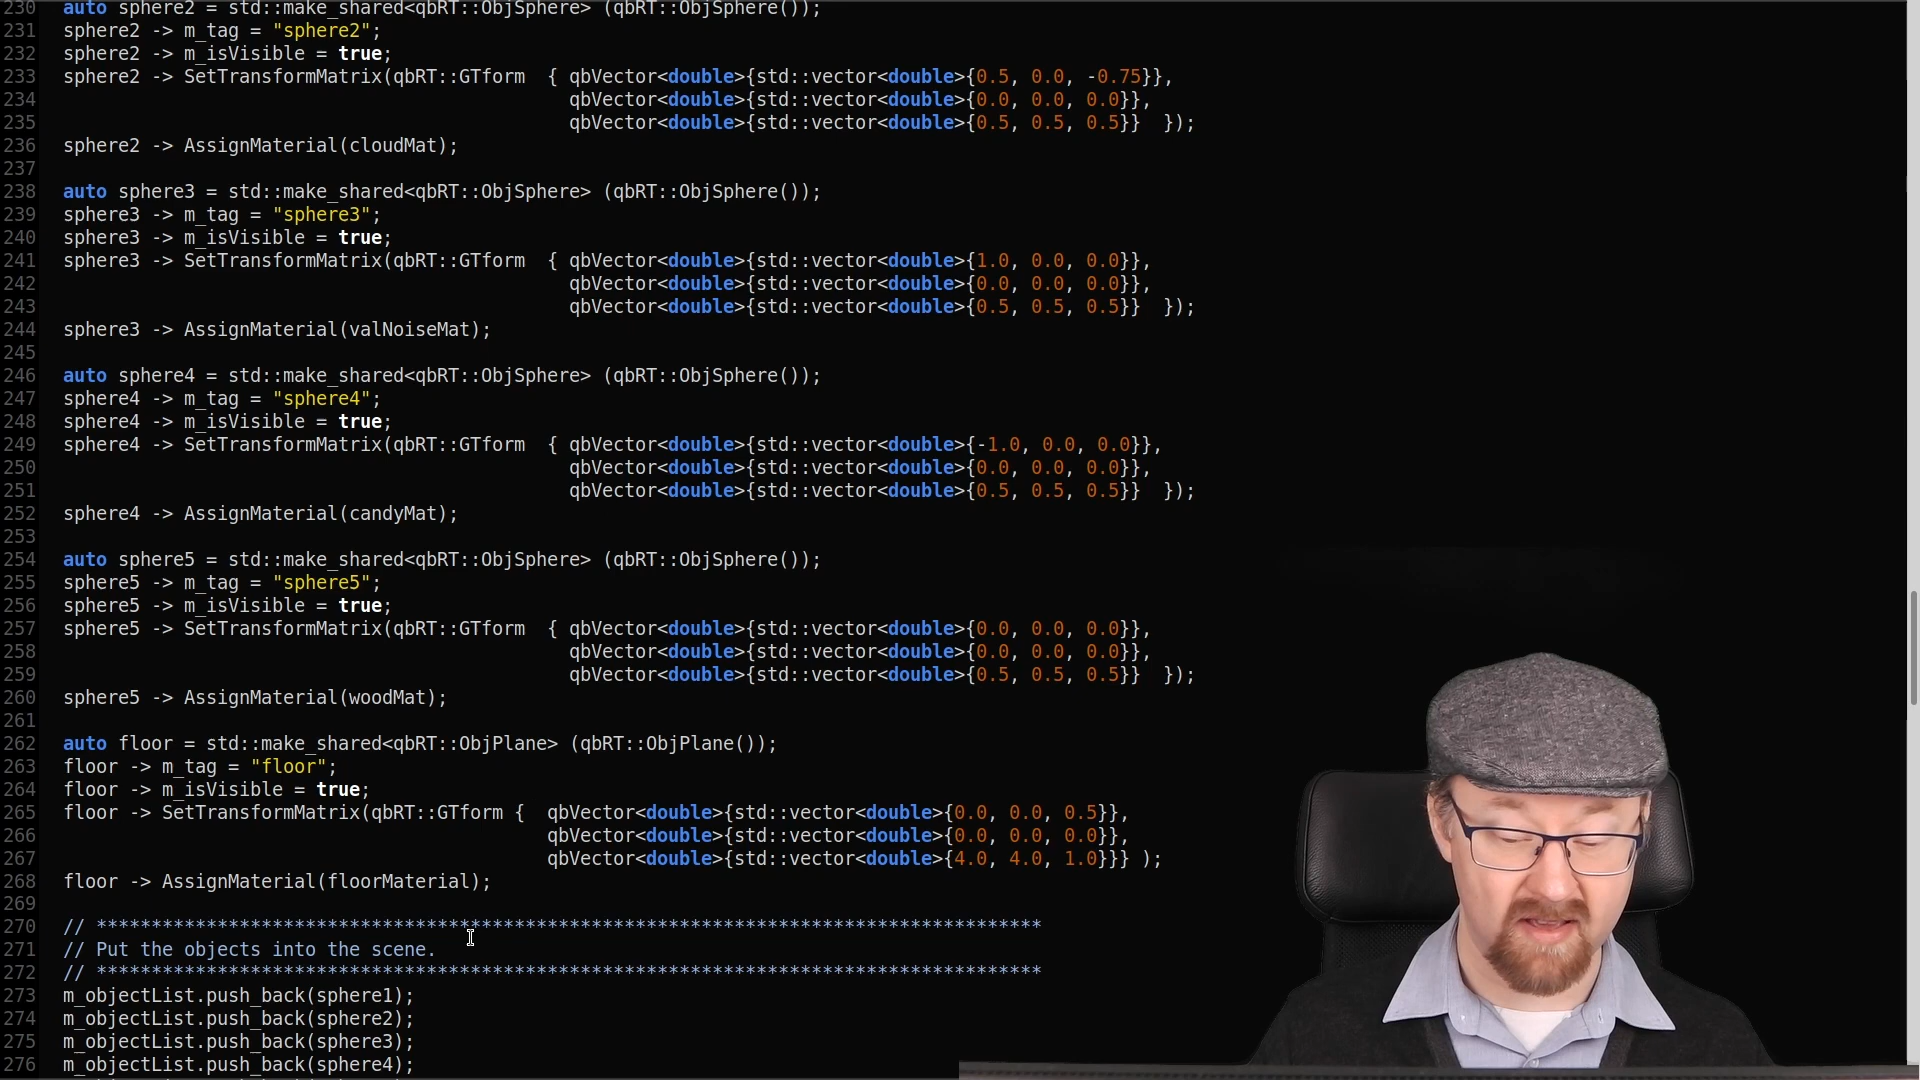 230 auto sphere2 = std::make_shared<qbRT::ObjSphere> (qbRT::ObjSphere());
231 sphere2 -> m_tag = "sphere2";
232 sphere2 -> m_isVisible = true;
233 sphere2 -> SetTransformMatrix(qbRT::GTform  { qbVector<double>{std::vector<double>{0.5, 0.0, -0.75}},
234 qbVector<double>{std::vector<double>{0.0, 0.0, 0.0}},
235 qbVector<double>{std::vector<double>{0.5, 0.5, 0.5}}  });
236 sphere2 -> AssignMaterial(cloudMat);
237
238 auto sphere3 = std::make_shared<qbRT::ObjSphere> (qbRT::ObjSphere());
239 sphere3 -> m_tag = "sphere3";
240 sphere3 -> m_isVisible = true;
241 sphere3 -> SetTransformMatrix(qbRT::GTform  { qbVector<double>{std::vector<double>{1.0, 0.0, 0.0}},
242 qbVector<double>{std::vector<double>{0.0, 0.0, 0.0}},
243 qbVector<double>{std::vector<double>{0.5, 0.5, 0.5}}  });
244 sphere3 -> AssignMaterial(valNoiseMat);
245
246 auto sphere4 = std::make_shared<qbRT::ObjSphere> (qbRT::ObjSphere());
247 sphere4 -> m_tag = "sphere4";
248 sphere4 -> m_isVisible = true;
249 sphere4 -> SetTransformMatrix(qbRT::GTform  { qbVector<double>{std::vector<double>{-1.0, 0.0, 0.0}},
250 qbVector<double>{std::vector<double>{0.0, 0.0, 0.0}},
251 qbVector<double>{std::vector<double>{0.5, 0.5, 0.5}}  });
252 sphere4 -> AssignMaterial(candyMat);
253
254 auto sphere5 = std::make_shared<qbRT::ObjSphere> (qbRT::ObjSphere());
255 sphere5 -> m_tag = "sphere5";
256 sphere5 -> m_isVisible = true;
257 sphere5 -> SetTransformMatrix(qbRT::GTform  { qbVector<double>{std::vector<double>{0.0, 0.0, 0.0}},
258 qbVector<double>{std::vector<double>{0.0, 0.0, 0.0}},
259 qbVector<double>{std::vector<double>{0.5, 0.5, 0.5}}  });
260 sphere5 -> AssignMaterial(woodMat);
261
262 auto floor = std::make_shared<qbRT::ObjPlane> (qbRT::ObjPlane());
263 floor -> m_tag = "floor";
264 floor -> m_isVisible = true;
265 floor -> SetTransformMatrix(qbRT::GTform {  qbVector<double>{std::vector<double>{0.0, 0.0, 0.5}},
266 qbVector<double>{std::vector<double>{0.0, 0.0, 0.0}},
267 qbVector<double>{std::vector<double>{4.0, 4.0, 1.0}}} );
268 floor -> AssignMaterial(floorMaterial);
269
270 // **************************************************************************************
271 // Put the objects into the scene.
272 // **************************************************************************************
273 m_objectList.push_back(sphere1);
274 m_objectList.push_back(sphere2);
275 m_objectList.push_back(sphere3);
276 m_objectList.push_back(sphere4);